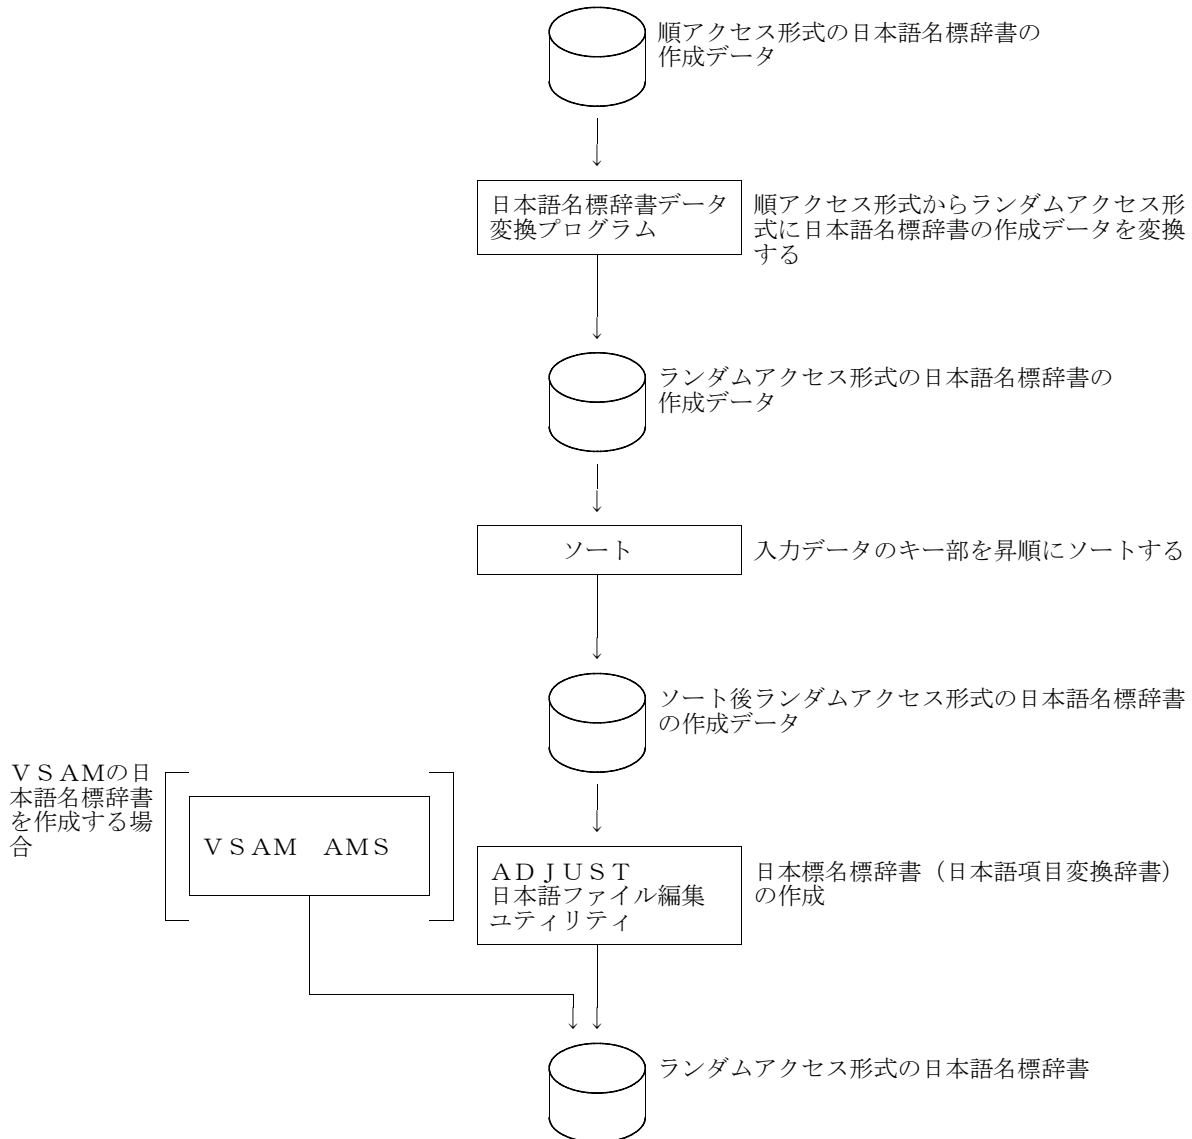 順アクセス形式の日本語名標辞書の
作成データ
日本語名標辞書データ
変換プログラム
順アクセス形式からランダムアクセス形
式に日本語名標辞書の作成データを変換
する
ランダムアクセス形式の日本語名標辞書の
作成データ
ソート
入力データのキー部を昇順にソートする
ソート後ランダムアクセス形式の日本語名標辞書
の作成データ
ＶＳＡＭの日
本語名標辞書
を作成する場
合
ＶＳＡＭ　ＡＭＳ
ＡＤＪＵＳＴ
日本語ファイル編集
ユティリティ
日本標名標辞書（日本語項目変換辞書）
の作成
ランダムアクセス形式の日本語名標辞書